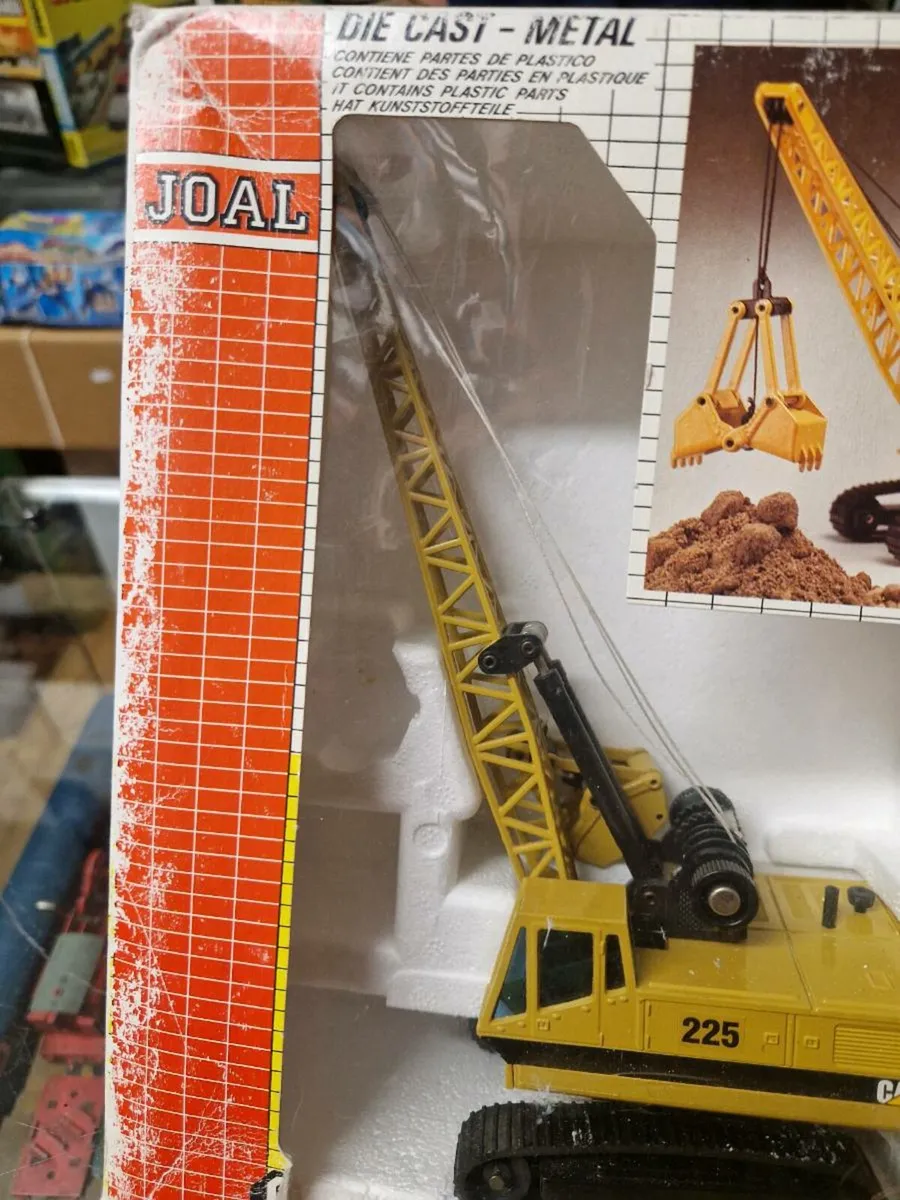 DIE CAST - METAL
CONTIENE PARTES DE PLASTICO
CONTIENT DES PARTIES EN PLASTIQUE
IT CONTAINS PLASTIC PARTS
HAT KUNSTSTOFFTEILE
JOAL
225
CA